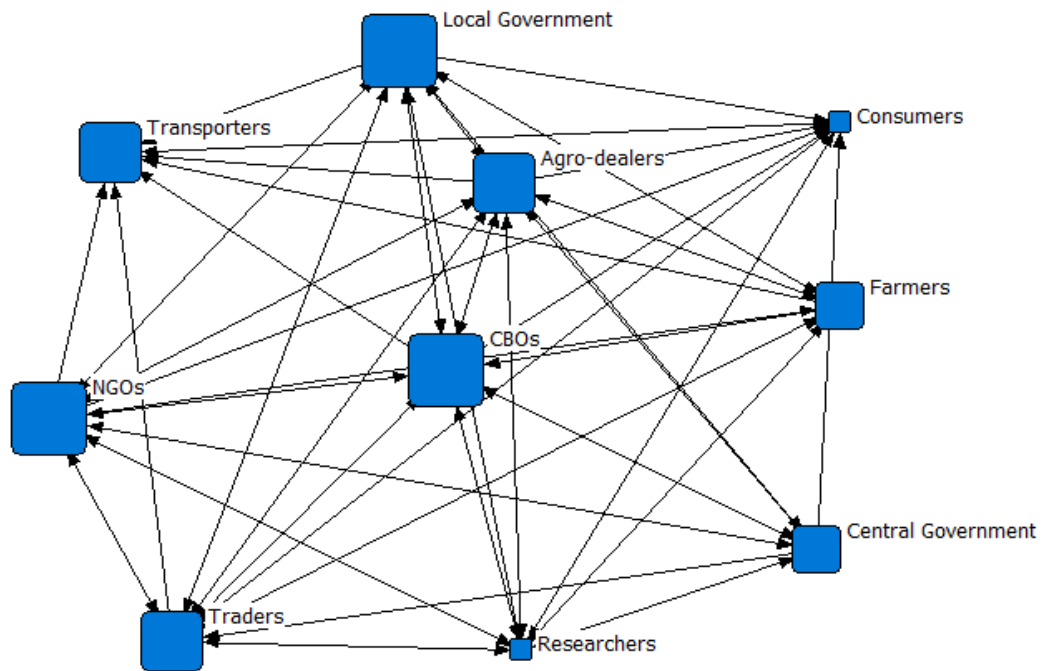 Local Government
Consumers
Transporters
Agro-dealers
Farmers
CBOs
NGOs
Central Government
Traders
Researchers